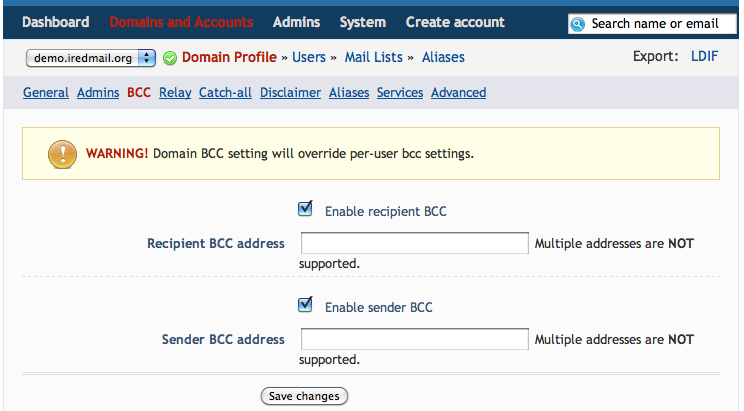 Dashboard Domains and Accounts Admins System Create account Search name or email
demo.iredmail.org Domain Profile » Users » Mail Lists » Aliases Export: LDIF
General Admins BCC Relay Catch-all Disclaimer Aliases Services Advanced
WARNING! Domain BCC setting will override per-user bcc settings.
Enable recipient BCC
Recipient BCC address Multiple addresses are NOT
supported.
Enable sender BCC
Sender BCC address Multiple addresses are NOT
supported.
Save changes